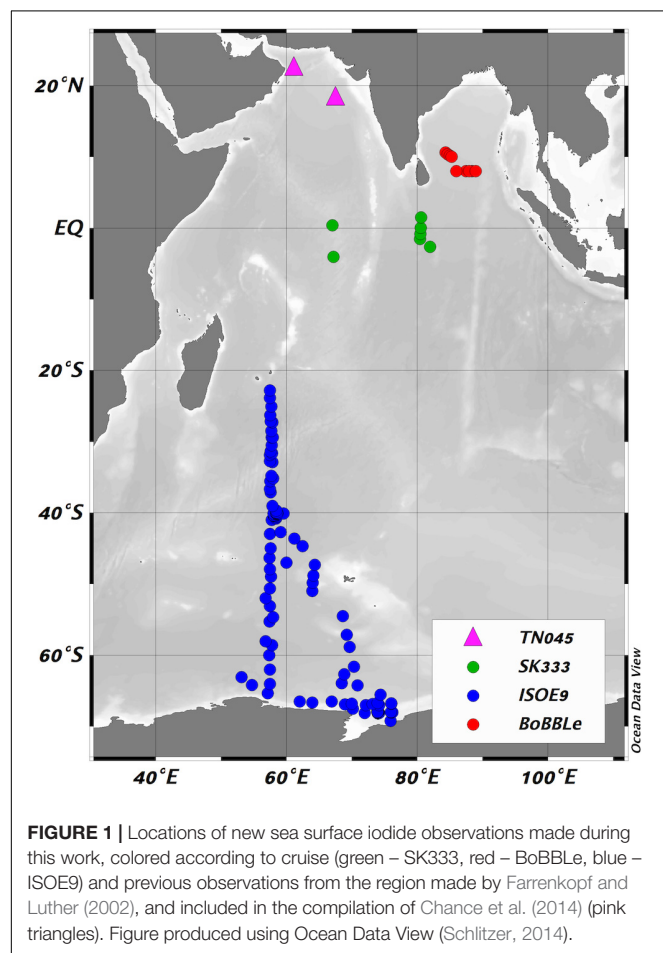 20°N
EQ
20°S
40°S
60°S
40°E
60°E
80°E
100°E
TN045
SK333
ISOE9
BoBBLe
Ocean Data View
FIGURE 1 | Locations of new sea surface iodide observations made during
this work, colored according to cruise (green – SK333, red – BoBBLe, blue –
ISOE9) and previous observations from the region made by Farrenkopf and
Luther (2002), and included in the compilation of Chance et al. (2014) (pink
triangles). Figure produced using Ocean Data View (Schlitzer, 2014).